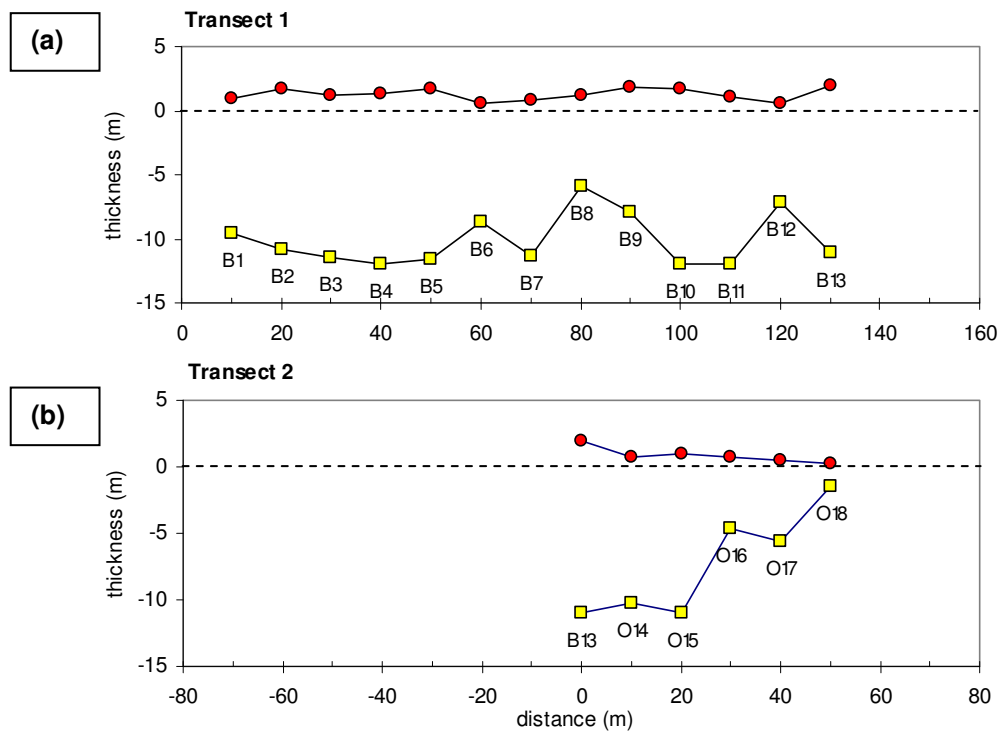 (a)
Transect 1
thickness (m)
5
0
-5
-10
-15
B1 B2 B3 B4 B5 B6 B7 B8 B9 B10 B11 B12 B13
0 20 40 60 80 100 120 140 160
(b)
Transect 2
thickness (m)
5
0
-5
-10
-15
B13 O14 O15 O16 O17 O18
-80 -60 -40 -20 0 20 40 60 80
distance (m)